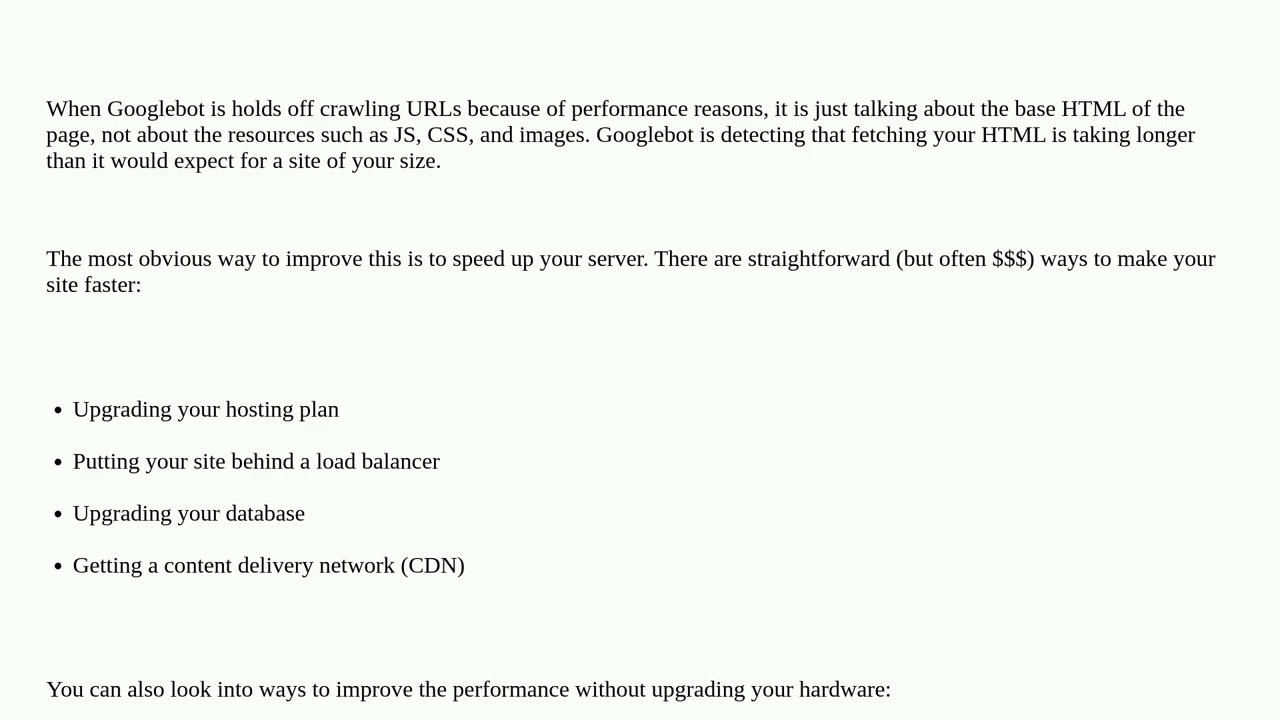 When Googlebot is holds off crawling URLs because of performance reasons, it is just talking about the base HTML of the
page, not about the resources such as JS, CSS, and images. Googlebot is detecting that fetching your HTML is taking longer
than it would expect for a site of your size.
The most obvious way to improve this is to speed up your server. There are straightforward (but often $$$) ways to make your
site faster:
• Upgrading your hosting plan
• Putting your site behind a load balancer
• Upgrading your database
• Getting a content delivery network (CDN)
You can also look into ways to improve the performance without upgrading your hardware: